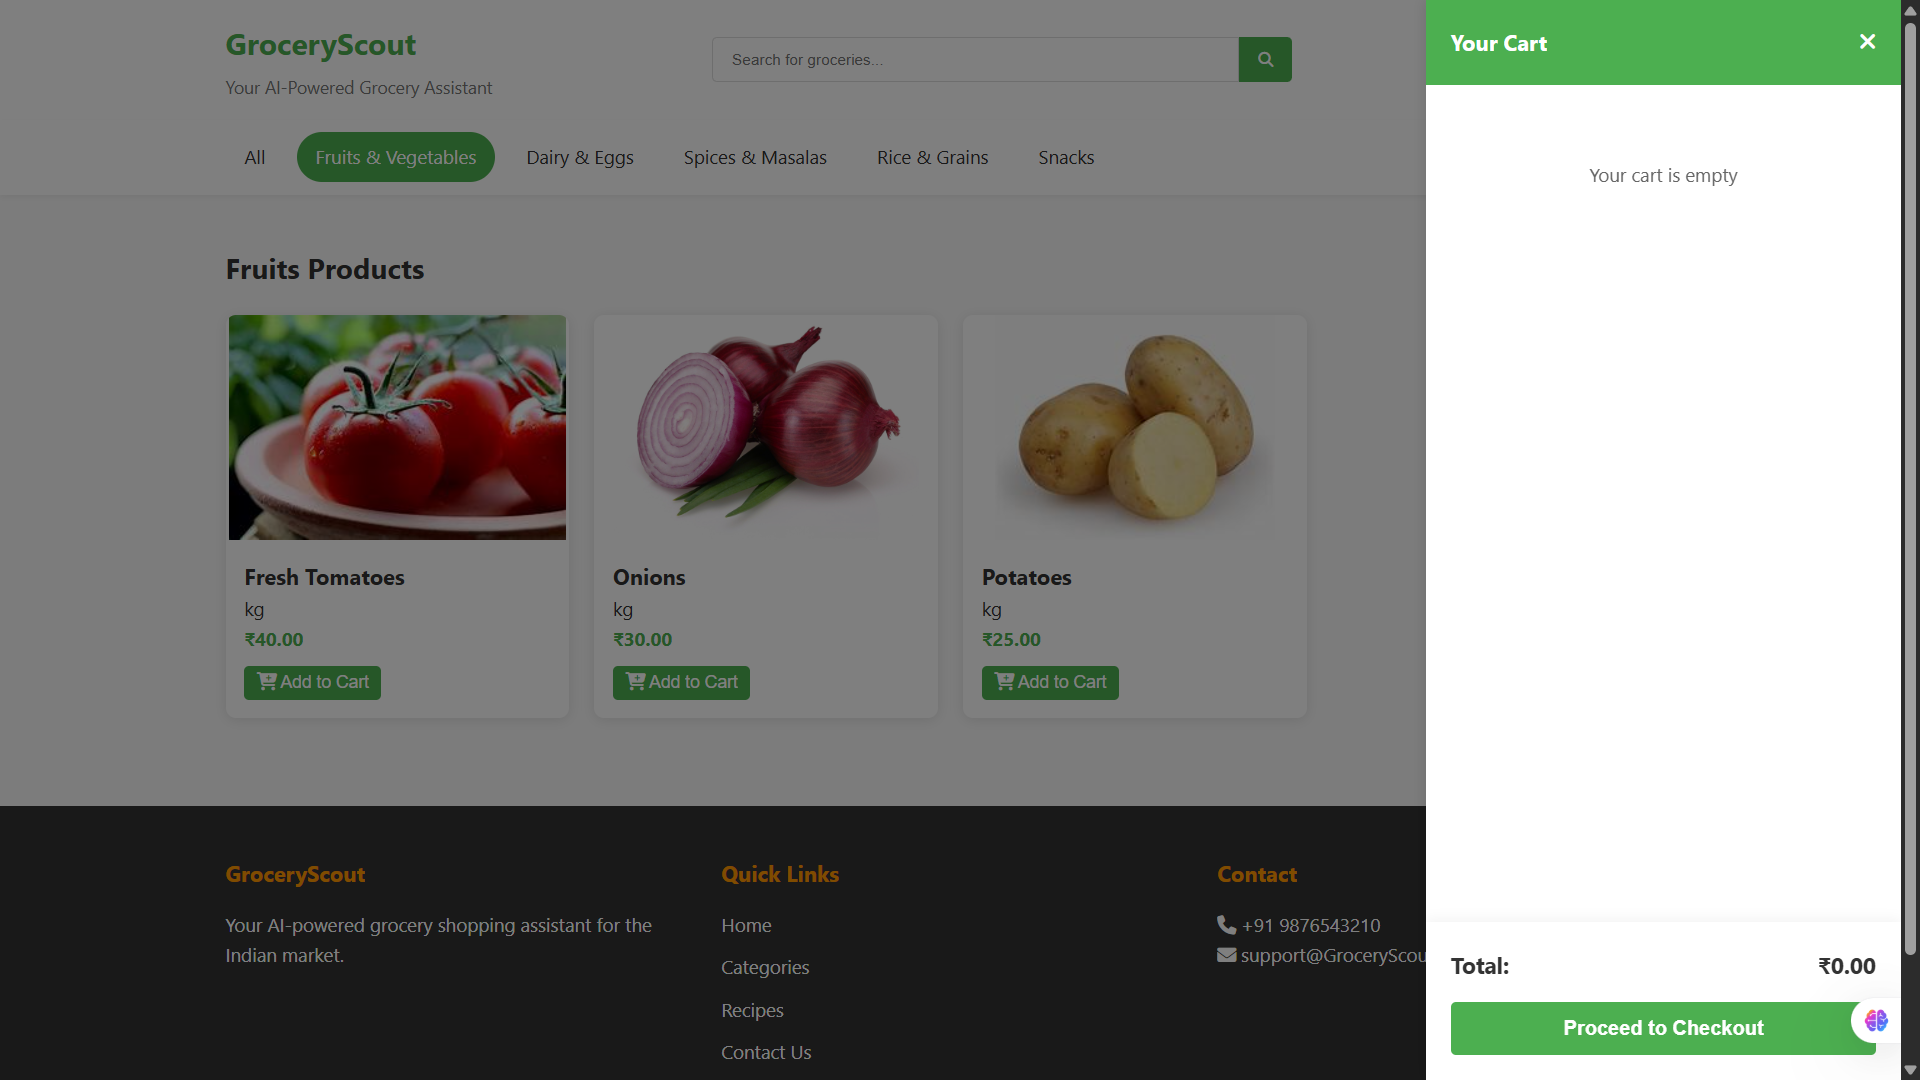 GroceryScout
Your AI-Powered Grocery Assistant
Search for groceries...
All
Fruits & Vegetables
Dairy & Eggs
Spices & Masalas
Rice & Grains
Snacks
Fruits Products
Fresh Tomatoes
kg
₹40.00
Add to Cart
Onions
kg
₹30.00
Add to Cart
Potatoes
kg
₹25.00
Add to Cart
GroceryScout
Your AI-powered grocery shopping assistant for the
Indian market.
Quick Links
Home
Categories
Recipes
Contact Us
Contact
+91 9876543210
support@GroceryScou
Your Cart
Your cart is empty
Total:
₹0.00
Proceed to Checkout